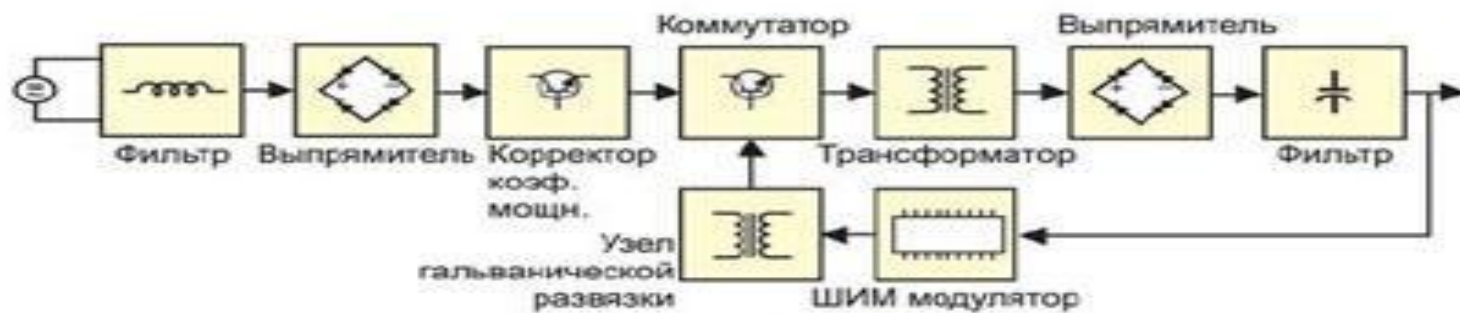 Коммутатор
Выпрямитель
Фильтр
Выпрямитель
Корректор
коэф.
мощн.
Трансформатор
Фильтр
Узел
гальванической
развязки
ШИМ модулятор